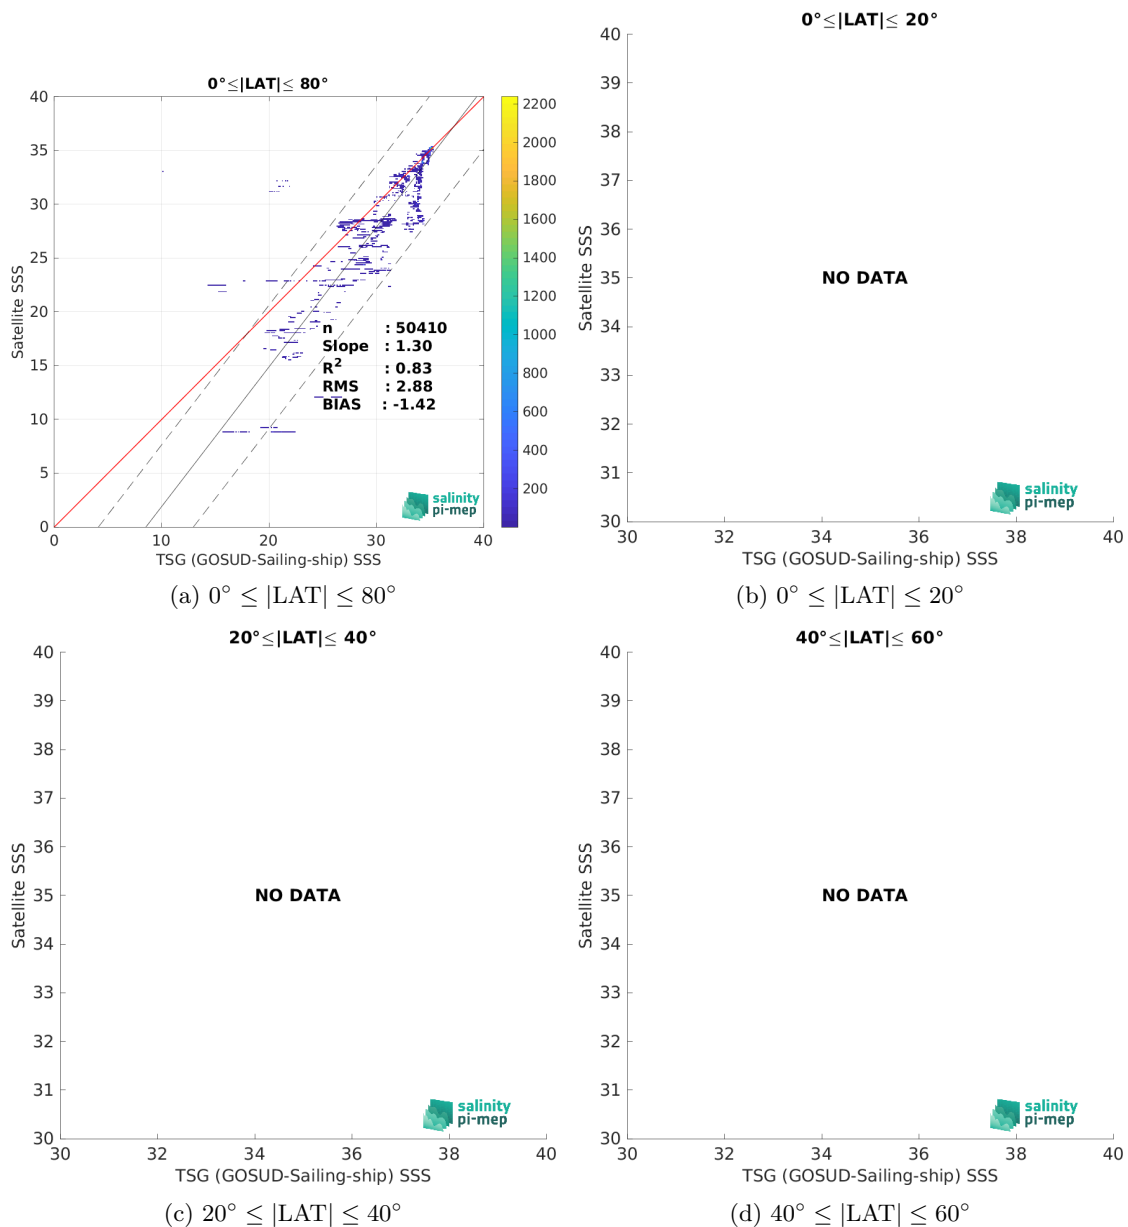 0°≤|LAT|≤ 80°
40
35
30
25
20
15
10
5
0
0
10
20
30
40
Satellite SSS
TSG (GOSUD-Sailing-ship) SSS
n : 50410
Slope : 1.30
R² : 0.83
RMS : 2.88
BIAS : -1.42
salinity
pi-mep
2200
2000
1800
1600
1400
1200
1000
800
600
400
200
(a) 0° ≤ |LAT| ≤ 80°
0°≤|LAT|≤ 20°
40
39
38
37
36
35
34
33
32
31
30
30
32
34
36
38
40
Satellite SSS
NO DATA
salinity
pi-mep
TSG (GOSUD-Sailing-ship) SSS
(b) 0° ≤ |LAT| ≤ 20°
20°≤|LAT|≤ 40°
40
39
38
37
36
35
34
33
32
31
30
30
32
34
36
38
40
Satellite SSS
NO DATA
salinity
pi-mep
TSG (GOSUD-Sailing-ship) SSS
(c) 20° ≤ |LAT| ≤ 40°
40°≤|LAT|≤ 60°
40
39
38
37
36
35
34
33
32
31
30
30
32
34
36
38
40
Satellite SSS
NO DATA
salinity
pi-mep
TSG (GOSUD-Sailing-ship) SSS
(d) 40° ≤ |LAT| ≤ 60°